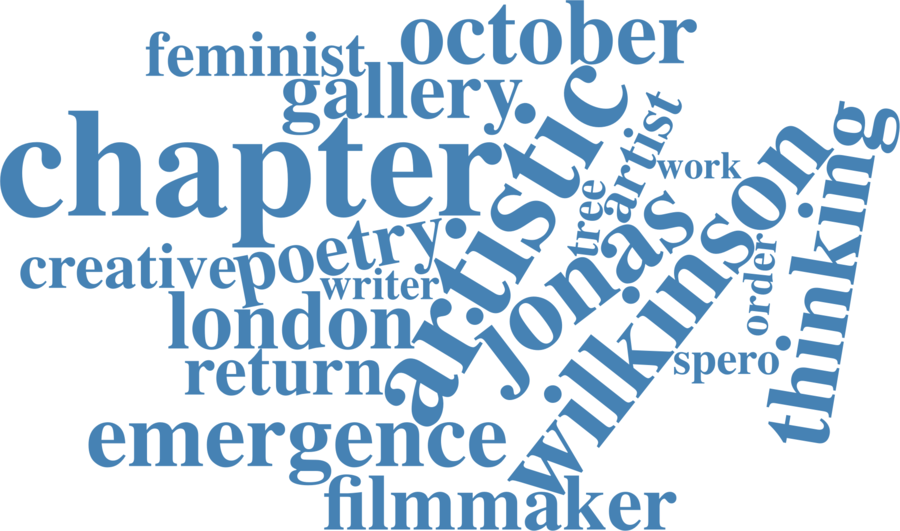 october
feminist
gallery
chapter
artistic
artist
work
thinking
wilkinson
tree
jonas
poetry
creative
writer
order
london
spero
return
emergence
filmmaker